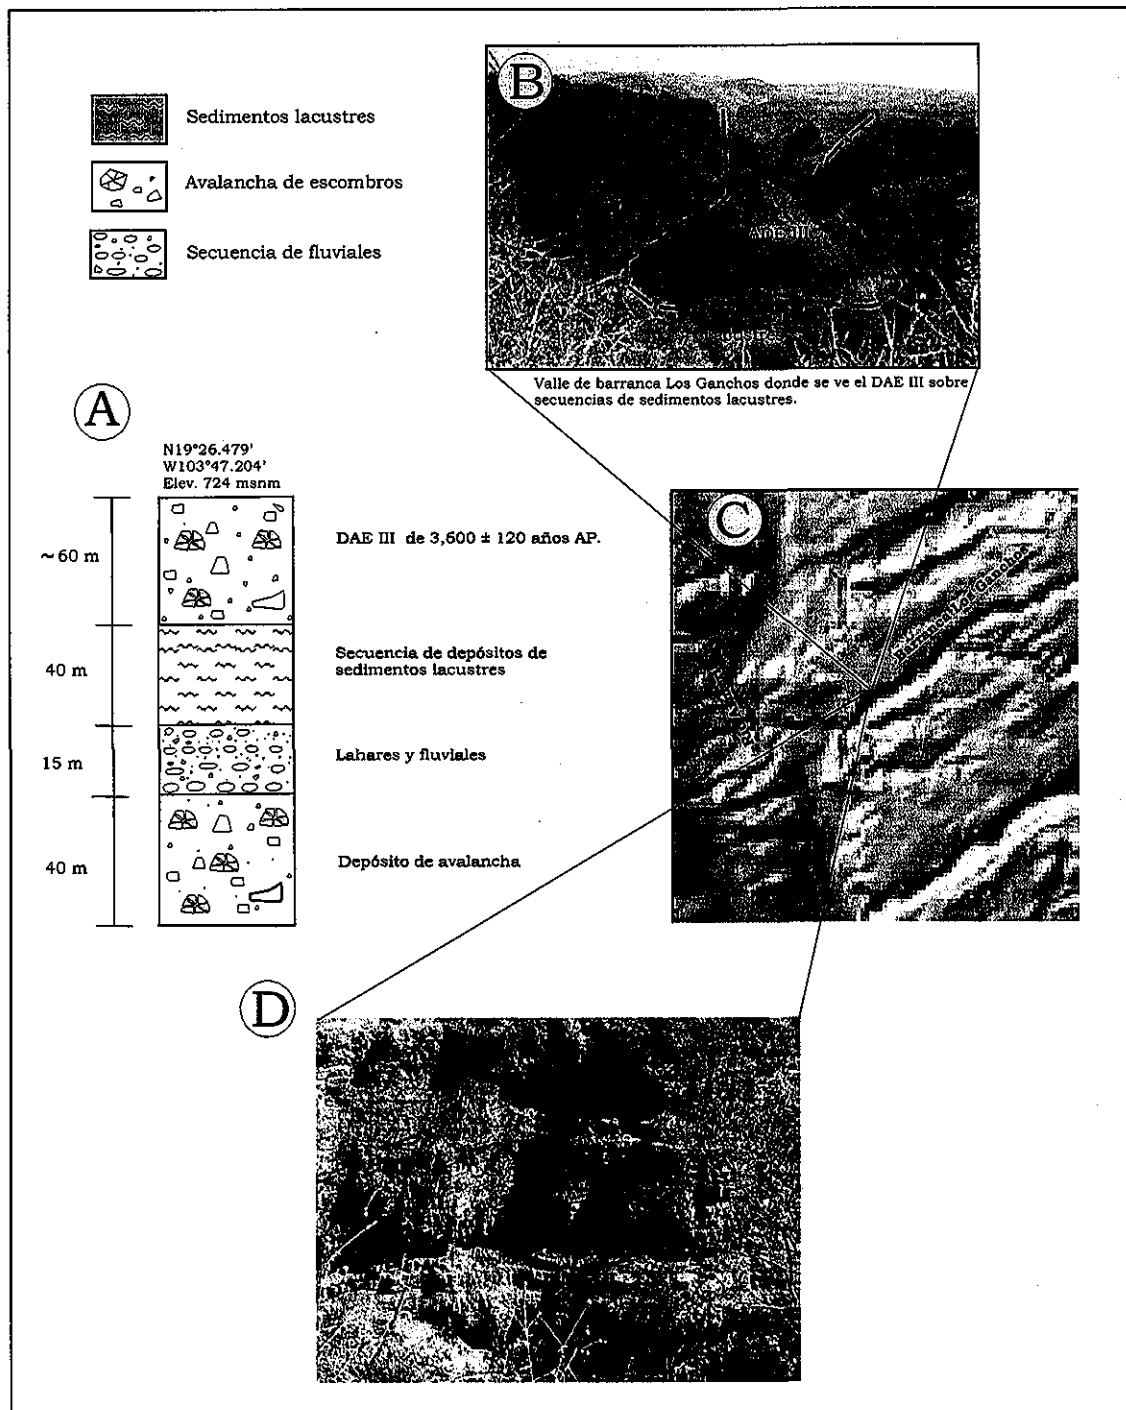 Sedimentos lacustres
Avalancha de escombros
Secuencia de fluviales
B
Valle de barranca Los Ganchos donde se ve el DAE III sobre
secuencias de sedimentos lacustres.
A
N19°26.479'
W103°47.204'
Elev. 724 msnm
~60 m
DAE III de 3,600 ± 120 años AP.
40 m
Secuencia de depósitos de
sedimentos lacustres
15 m
Lahares y fluviales
40 m
Depósito de avalancha
C
Barranca Los Ganchos
D